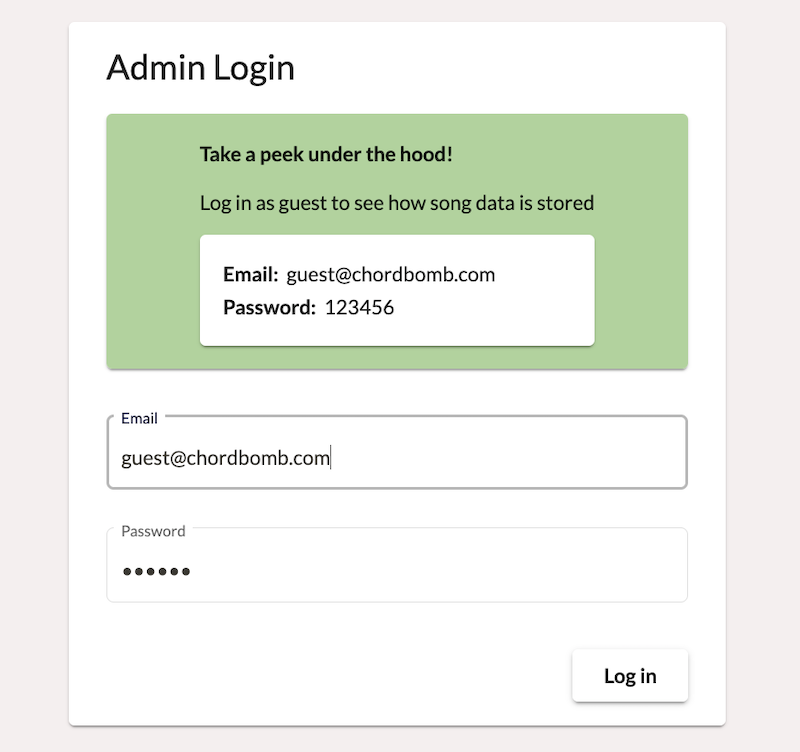 Admin Login
Take a peek under the hood!
Log in as guest to see how song data is stored
Email: guest@chordbomb.com
Password: 123456
Email
guest@chordbomb.com
Password
••••••
Log in